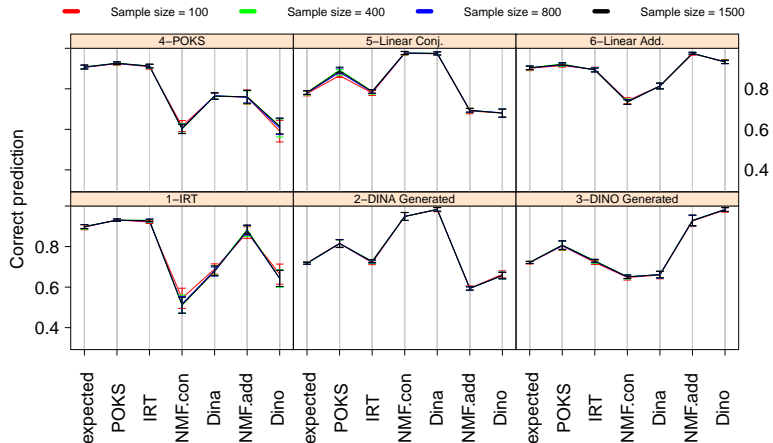 Sample size = 100 Sample size = 400 Sample size = 800 Sample size = 1500
4−POKS 5−Linear Conj. 6−Linear Add.
0.8
0.6
0.4
1−IRT 2−DINA Generated 3−DINO Generated
0.8
0.6
0.4
Correct prediction
expected POKS IRT NMF.con Dina NMF.add Dino expected POKS IRT NMF.con Dina NMF.add Dino expected POKS IRT NMF.con Dina NMF.add Dino